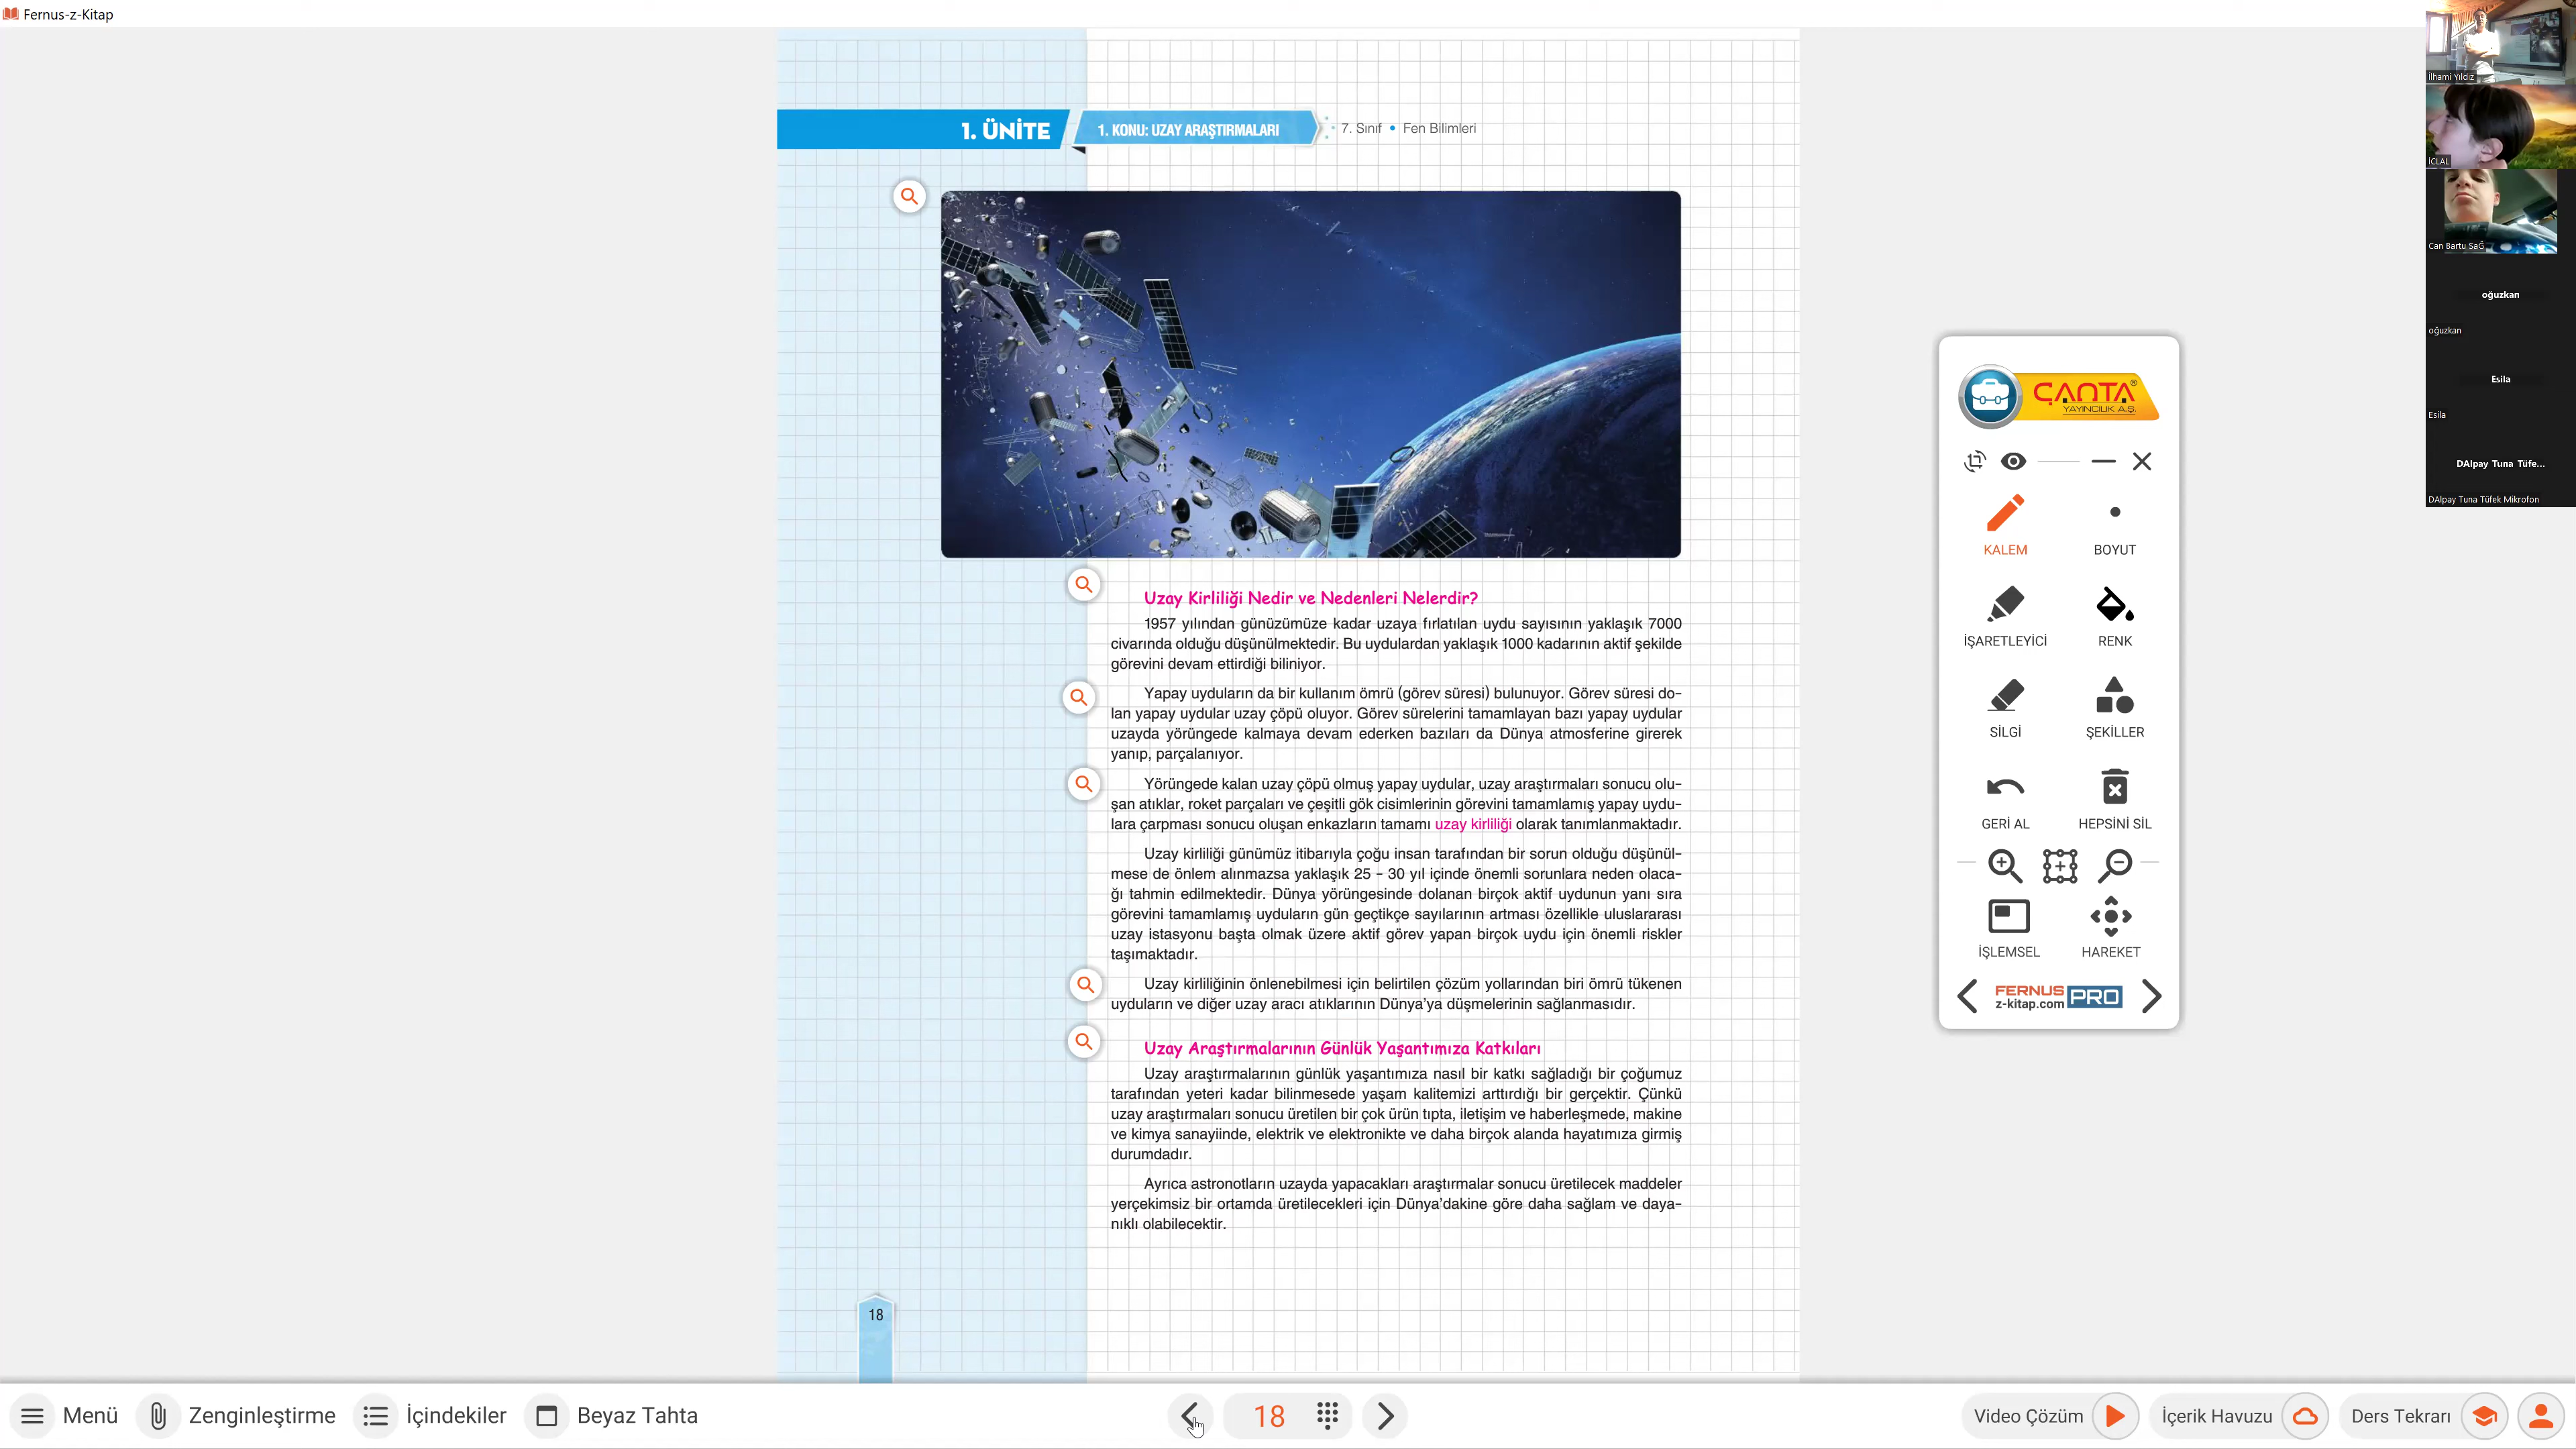 Fernus-z-Kitap
1. ÜNİTE
1. KONU: UZAY ARAŞTIRMALARI
7. Sınıf • Fen Bilimleri
Uzay Kirliliği Nedir ve Nedenleri Nelerdir?
1957 yılından günüzümüze kadar uzaya fırlatılan uydu sayısının yaklaşık 7000
civarında olduğu düşünülmektedir. Bu uydulardan yaklaşık 1000 kadarının aktif şekilde
görevini devam ettirdiği biliniyor.
Yapay uyduların da bir kullanım ömrü (görev süresi) bulunuyor. Görev süresi do-
lan yapay uydular uzay çöpü oluyor. Görev sürelerini tamamlayan bazı yapay uydular
uzayda yörüngede kalmaya devam ederken bazıları da Dünya atmosferine girerek
yanıp, parçalanıyor.
Yörüngede kalan uzay çöpü olmuş yapay uydular, uzay araştırmaları sonucu olu-
şan atıklar, roket parçaları ve çeşitli gök cisimlerinin görevini tamamlamış yapay uydu-
lara çarpması sonucu oluşan enkazların tamamı uzay kirliliği olarak tanımlanmaktadır.
Uzay kirliliği günümüz itibarıyla çoğu insan tarafından bir sorun olduğu düşünül-
mese de önlem alınmazsa yaklaşık 25 - 30 yıl içinde önemli sorunlara neden olaca-
ğı tahmin edilmektedir. Dünya yörüngesinde dolanan birçok aktif uydunun yanı sıra
görevini tamamlamış uyduların gün geçtikçe sayılarının artması özellikle uluslararası
uzay istasyonu başta olmak üzere aktif görev yapan birçok uydu için önemli riskler
taşımaktadır.
Uzay kirliliğinin önlenebilmesi için belirtilen çözüm yollarından biri ömrü tükenen
uyduların ve diğer uzay aracı atıklarının Dünya'ya düşmelerinin sağlanmasıdır.
Uzay Araştırmalarının Günlük Yaşantımıza Katkıları
Uzay araştırmalarının günlük yaşantımıza nasıl bir katkı sağladığı bir çoğumuz
tarafından yeteri kadar bilinmesede yaşam kalitemizi arttırdığı bir gerçektir. Çünkü
uzay araştırmaları sonucu üretilen bir çok ürün tıpta, iletişim ve haberleşmede, makine
ve kimya sanayiinde, elektrik ve elektronikte ve daha birçok alanda hayatımıza girmiş
durumdadır.
Ayrıca astronotların uzayda yapacakları araştırmalar sonucu üretilecek maddeler
yerçekimsiz bir ortamda üretilecekleri için Dünya'dakine göre daha sağlam ve daya-
nıklı olabilecektir.
18
ÇANTA®
YAYINCILIK A.Ş.
KALEM
BOYUT
İŞARETLEYİCİ
RENK
SİLGİ
ŞEKİLLER
GERİ AL
HEPSİNİ SİL
İŞLEMSEL
HAREKET
FERNUS
z-kitap.com
PRO
İlhami Yıldız
İCLAL
Can Bartu SaĞ
oğuzkan
oğuzkan
Esila
Esila
DAlpay Tuna Tüfe...
DAlpay Tuna Tüfek Mikrofon
Menü
Zenginleştirme
İçindekiler
Beyaz Tahta
18
Video Çözüm
İçerik Havuzu
Ders Tekrarı